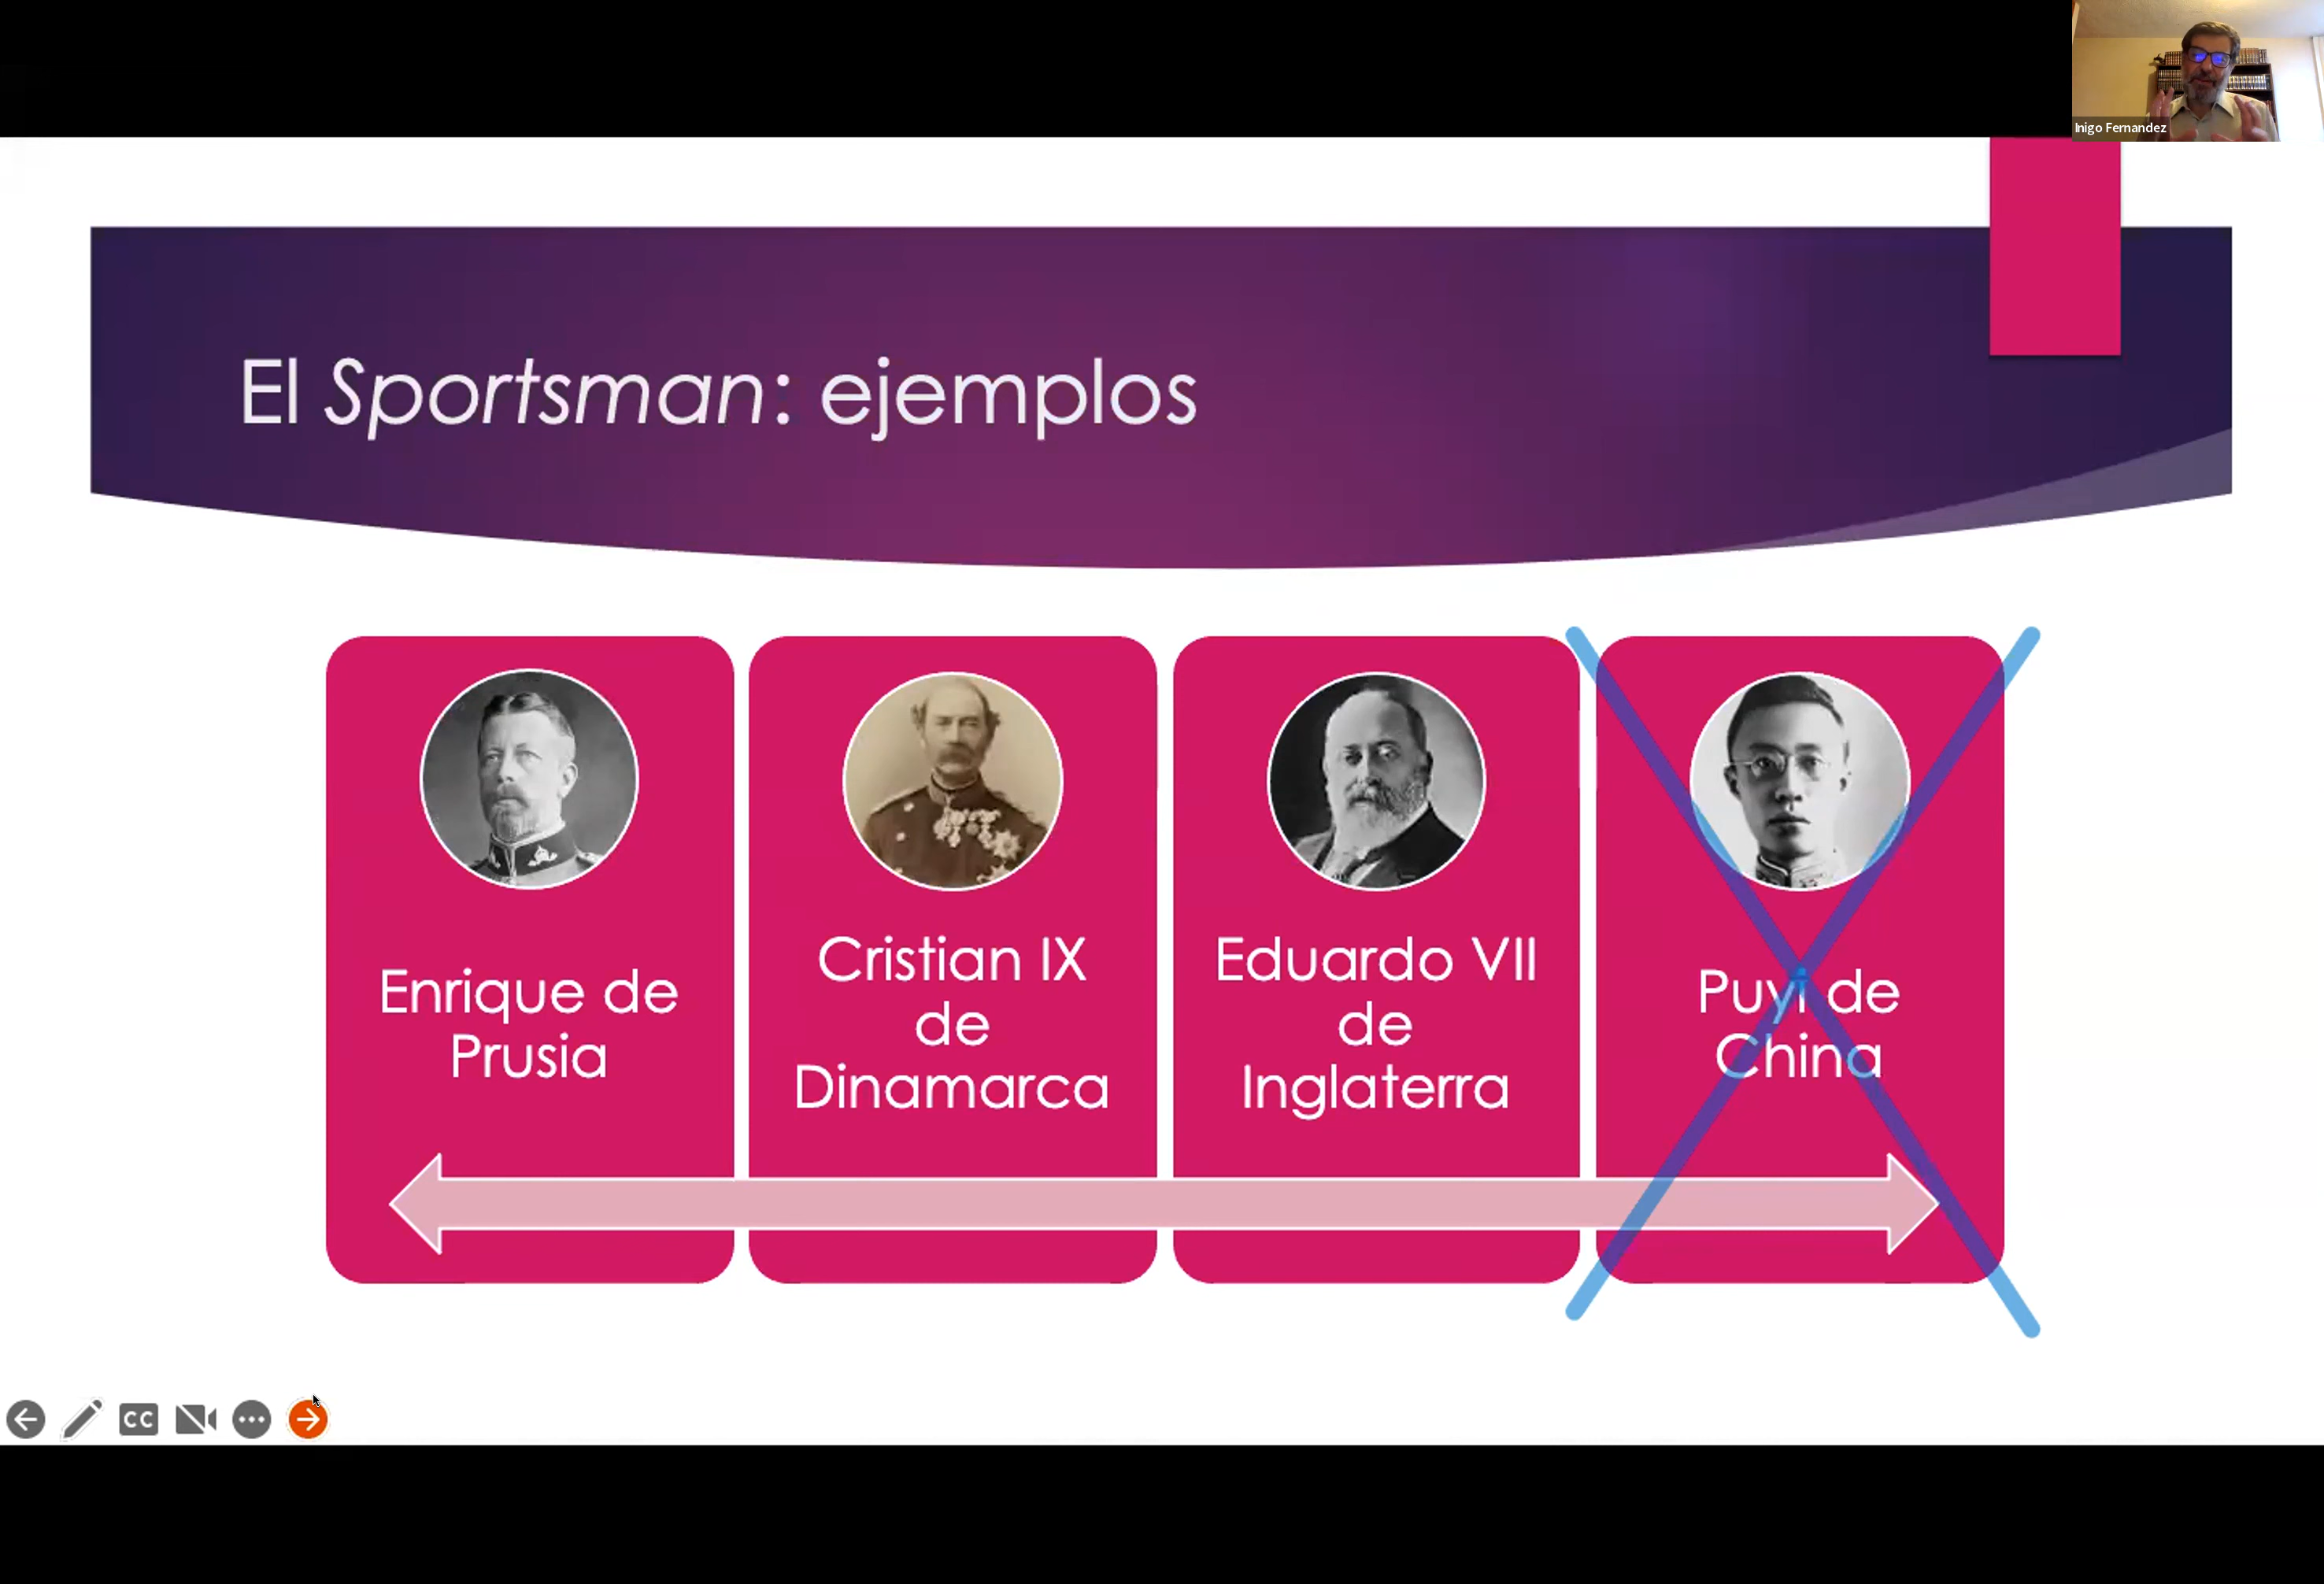 Inigo Fernandez
El Sportsman: ejemplos
Enrique de
Prusia
Cristian IX
de
Dinamarca
Eduardo VII
de
Inglaterra
Puyi de
China
CC